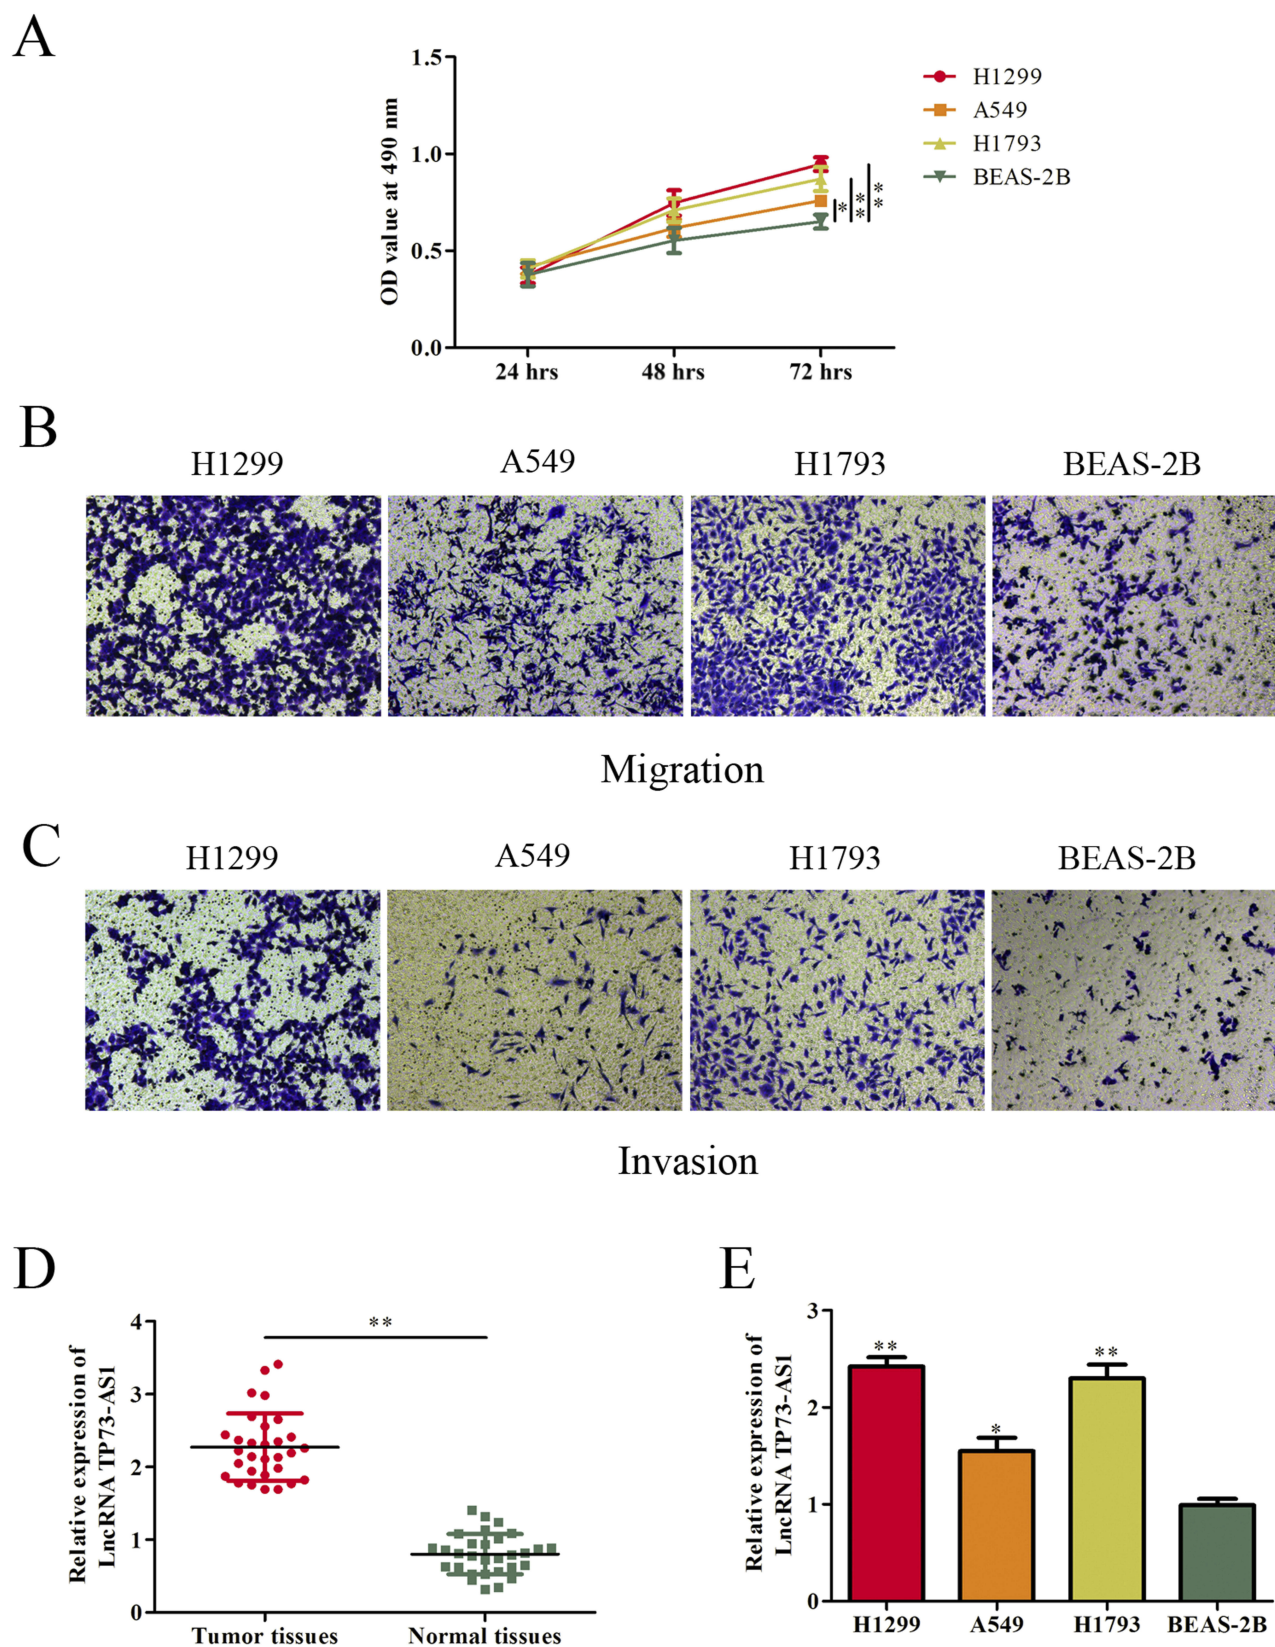 A
OD value at 490 nm
1.5
1.0
0.5
0.0
24 hrs 48 hrs 72 hrs
H1299
A549
H1793
BEAS-2B
*
**
**
B
H1299 A549 H1793 BEAS-2B
Migration
C
H1299 A549 H1793 BEAS-2B
Invasion
D
Relative expression of
LncRNA TP73-AS1
4
3
2
1
0
**
Tumor tissues Normal tissues
E
Relative expression of
LncRNA TP73-AS1
3
2
1
0
**
*
**
H1299 A549 H1793 BEAS-2B